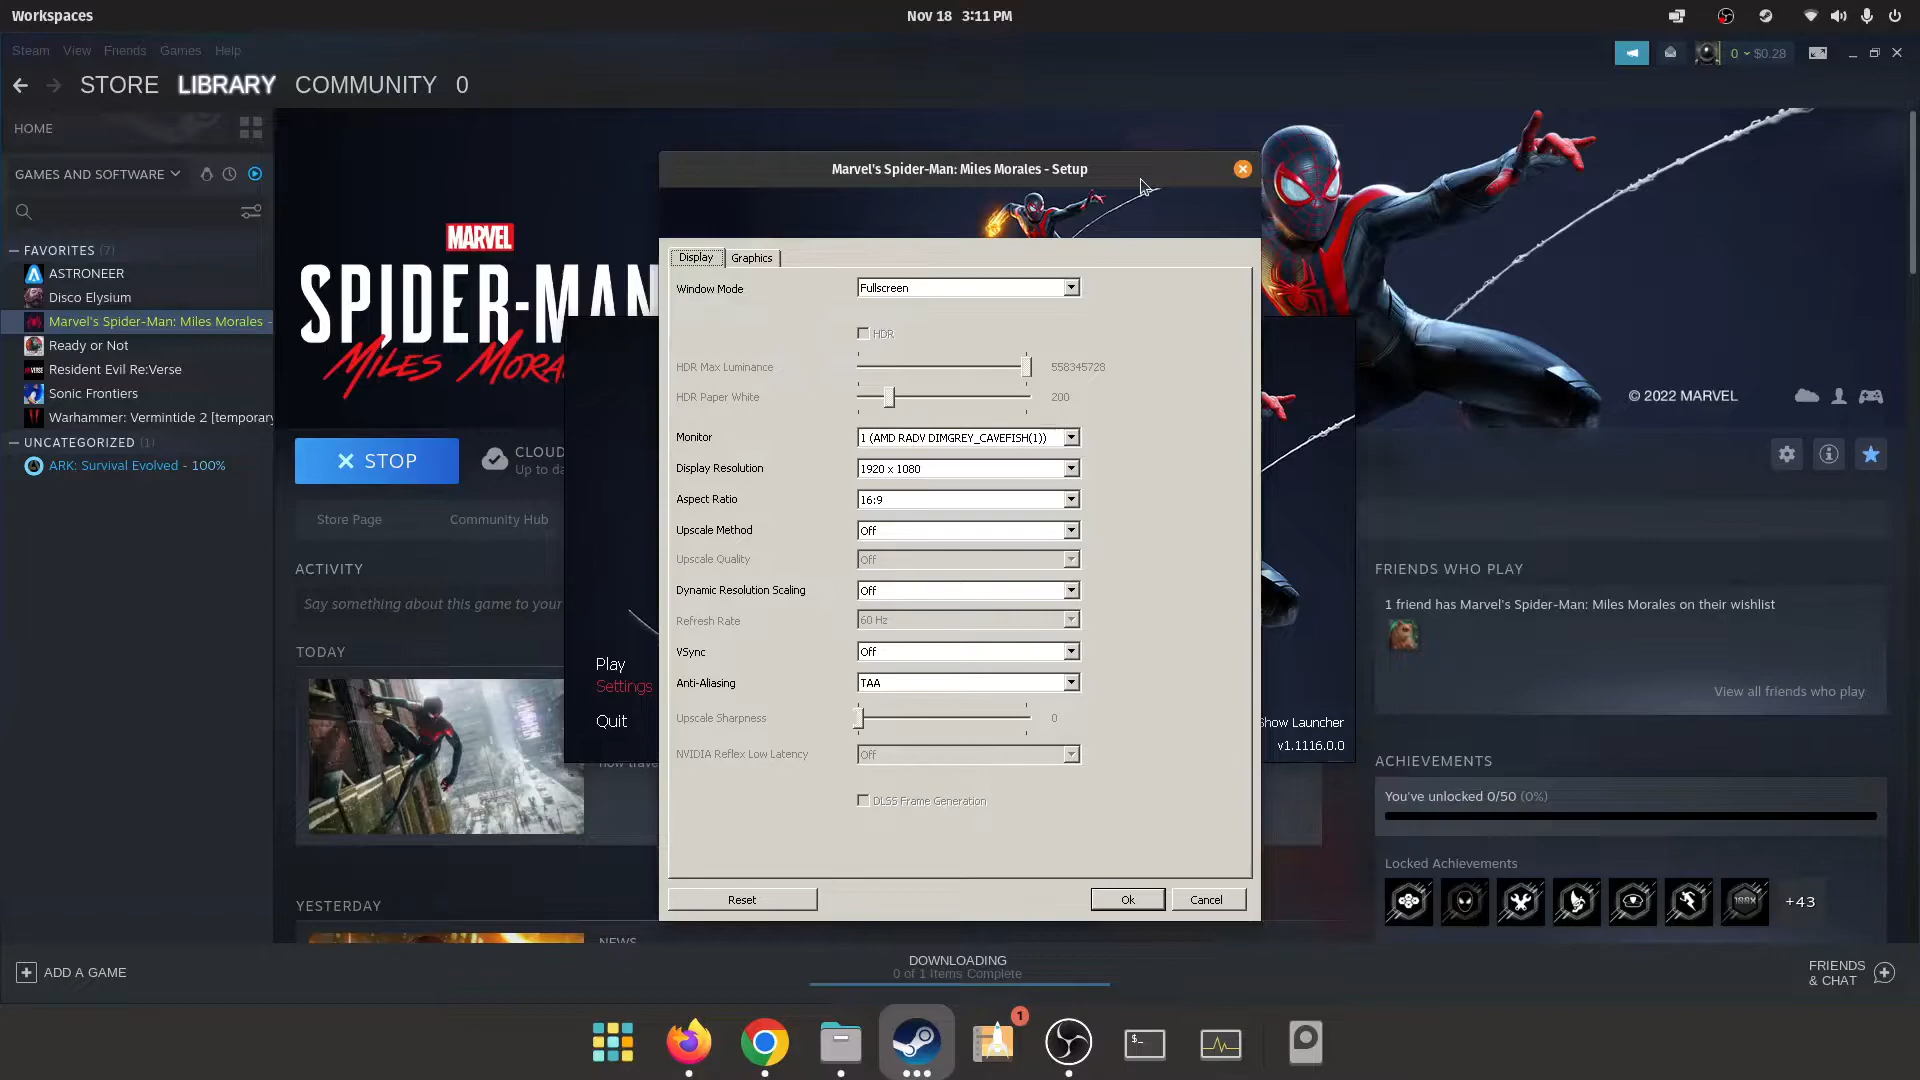 Workspaces
Nov 18 3:11 PM
Steam View Friends Games Help
0 $0.28
STORE LIBRARY COMMUNITY 0
HOME
GAMES AND SOFTWARE
FAVORITES (7)
ASTRONEER
Disco Elysium
Marvel's Spider-Man: Miles Morales -
Ready or Not
Resident Evil Re:Verse
Sonic Frontiers
Warhammer: Vermintide 2 [temporary
UNCATEGORIZED (1)
ARK: Survival Evolved - 100%
MARVEL
SPIDER-MAN
MILES MORA
© 2022 MARVEL
STOP
CLOUD
Up to da
Store Page
Community Hub
ACTIVITY
Say something about this game to your
TODAY
YESTERDAY
NEWS
Play
Settings
Quit
Show Launcher
v1.1116.0.0
Marvel's Spider-Man: Miles Morales - Setup
Display Graphics
Window Mode Fullscreen
HDR
HDR Max Luminance 558345728
HDR Paper White 200
Monitor 1 (AMD RADV DIMGREY_CAVEFISH(1))
Display Resolution 1920 x 1080
Aspect Ratio 16:9
Upscale Method Off
Upscale Quality Off
Dynamic Resolution Scaling Off
Refresh Rate 60 Hz
VSync Off
Anti-Aliasing TAA
Upscale Sharpness 0
NVIDIA Reflex Low Latency Off
DLSS Frame Generation
Reset Ok Cancel
FRIENDS WHO PLAY
1 friend has Marvel's Spider-Man: Miles Morales on their wishlist
View all friends who play
ACHIEVEMENTS
You've unlocked 0/50 (0%)
Locked Achievements
100X
+43
ADD A GAME
DOWNLOADING
0 of 1 Items Complete
FRIENDS
& CHAT
1
$_